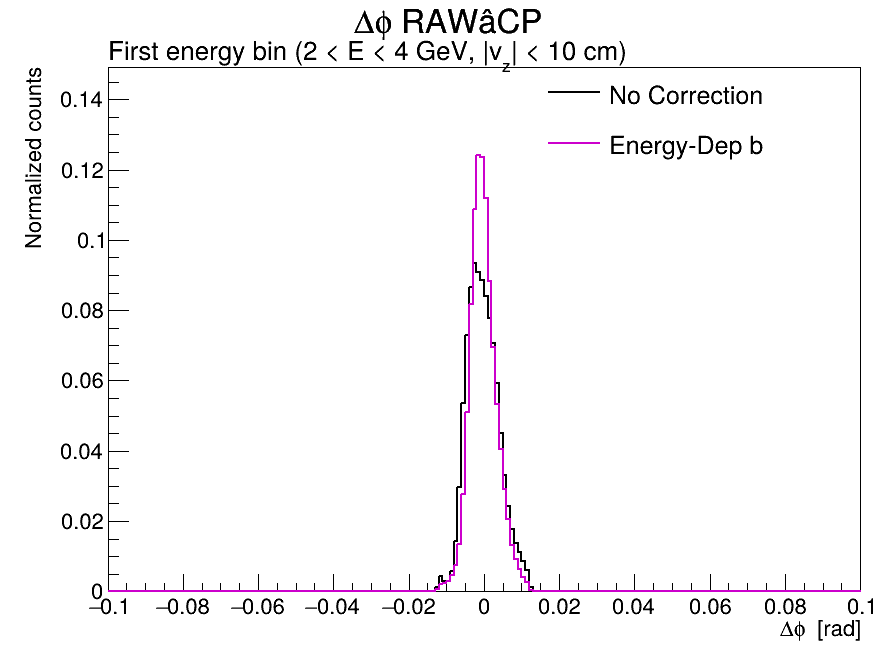 Δϕ RAWâCP
First energy bin (2 < E < 4 GeV, |v_z| < 10 cm)
Normalized counts
No Correction
Energy-Dep b
0.14
0.12
0.1
0.08
0.06
0.04
0.02
0
−0.1 −0.08 −0.06 −0.04 −0.02 0 0.02 0.04 0.06 0.08 0.1
Δϕ [rad]